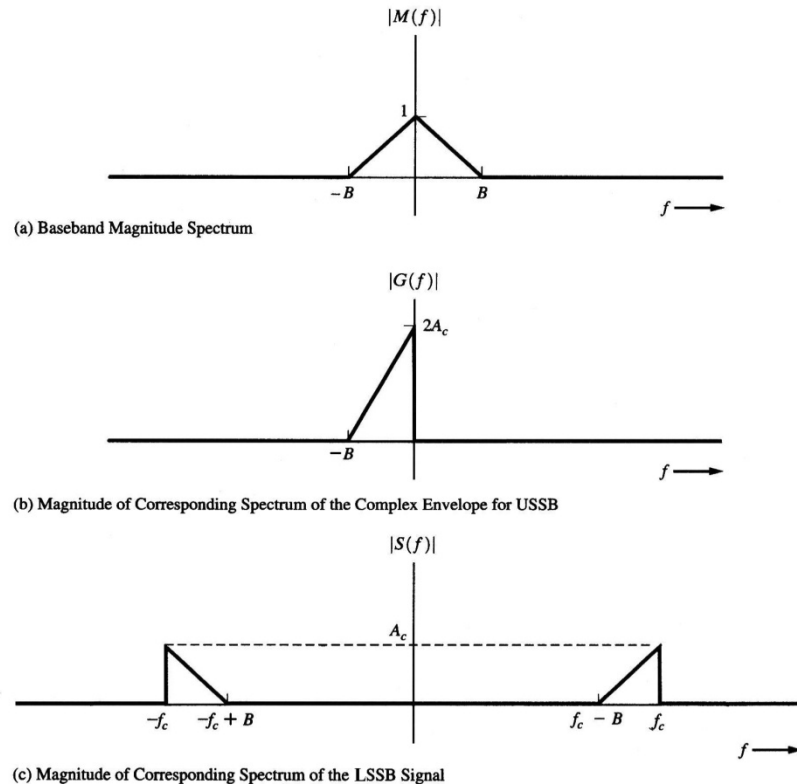 |M(f)|
1
−B
B
f
(a) Baseband Magnitude Spectrum
|G(f)|
2A_c
−B
f
(b) Magnitude of Corresponding Spectrum of the Complex Envelope for USSB
|S(f)|
A_c
−f_c
−f_c + B
f_c − B
f_c
f
(c) Magnitude of Corresponding Spectrum of the LSSB Signal